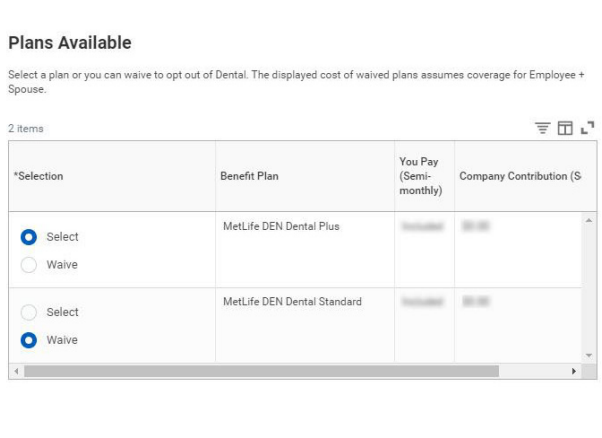 Plans Available
Select a plan or you can waive to opt out of Dental. The displayed cost of waived plans assumes coverage for Employee +
Spouse.
2 items
*Selection
Benefit Plan
You Pay
(Semi-
monthly)
Company Contribution (S
Select
Waive
MetLife DEN Dental Plus
Select
Waive
MetLife DEN Dental Standard